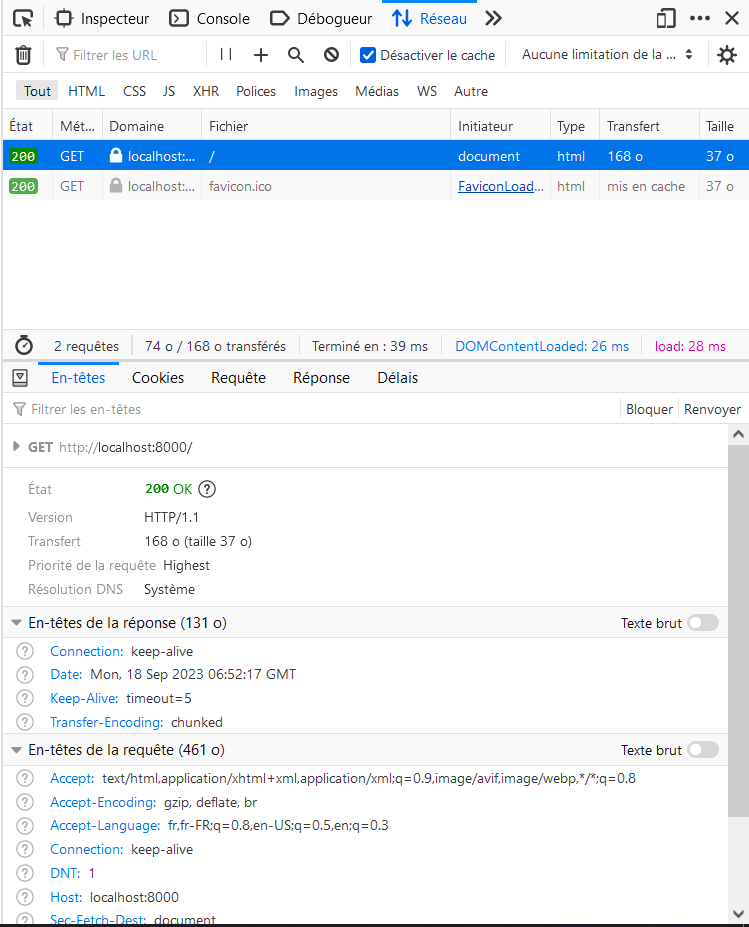 Inspecteur Console Débogueur Réseau
Filtrer les URL Désactiver le cache Aucune limitation de la ...
Tout HTML CSS JS XHR Polices Images Médias WS Autre
État Mét... Domaine Fichier Initiateur Type Transfert Taille
200 GET localhost:... / document html 168 o 37 o
200 GET localhost:... favicon.ico FaviconLoad... html mis en cache 37 o
2 requêtes 74 o / 168 o transférés Terminé en : 39 ms DOMContentLoaded: 26 ms load: 28 ms
En-têtes Cookies Requête Réponse Délais
Filtrer les en-têtes Bloquer Renvoyer
GET http://localhost:8000/
État 200 OK ?
Version HTTP/1.1
Transfert 168 o (taille 37 o)
Priorité de la requête Highest
Résolution DNS Système
En-têtes de la réponse (131 o) Texte brut
? Connection: keep-alive
? Date: Mon, 18 Sep 2023 06:52:17 GMT
? Keep-Alive: timeout=5
? Transfer-Encoding: chunked
En-têtes de la requête (461 o) Texte brut
? Accept: text/html,application/xhtml+xml,application/xml;q=0.9,image/avif,image/webp,*/*;q=0.8
? Accept-Encoding: gzip, deflate, br
? Accept-Language: fr,fr-FR;q=0.8,en-US;q=0.5,en;q=0.3
? Connection: keep-alive
? DNT: 1
? Host: localhost:8000
? Sec-Fetch-Dest: document